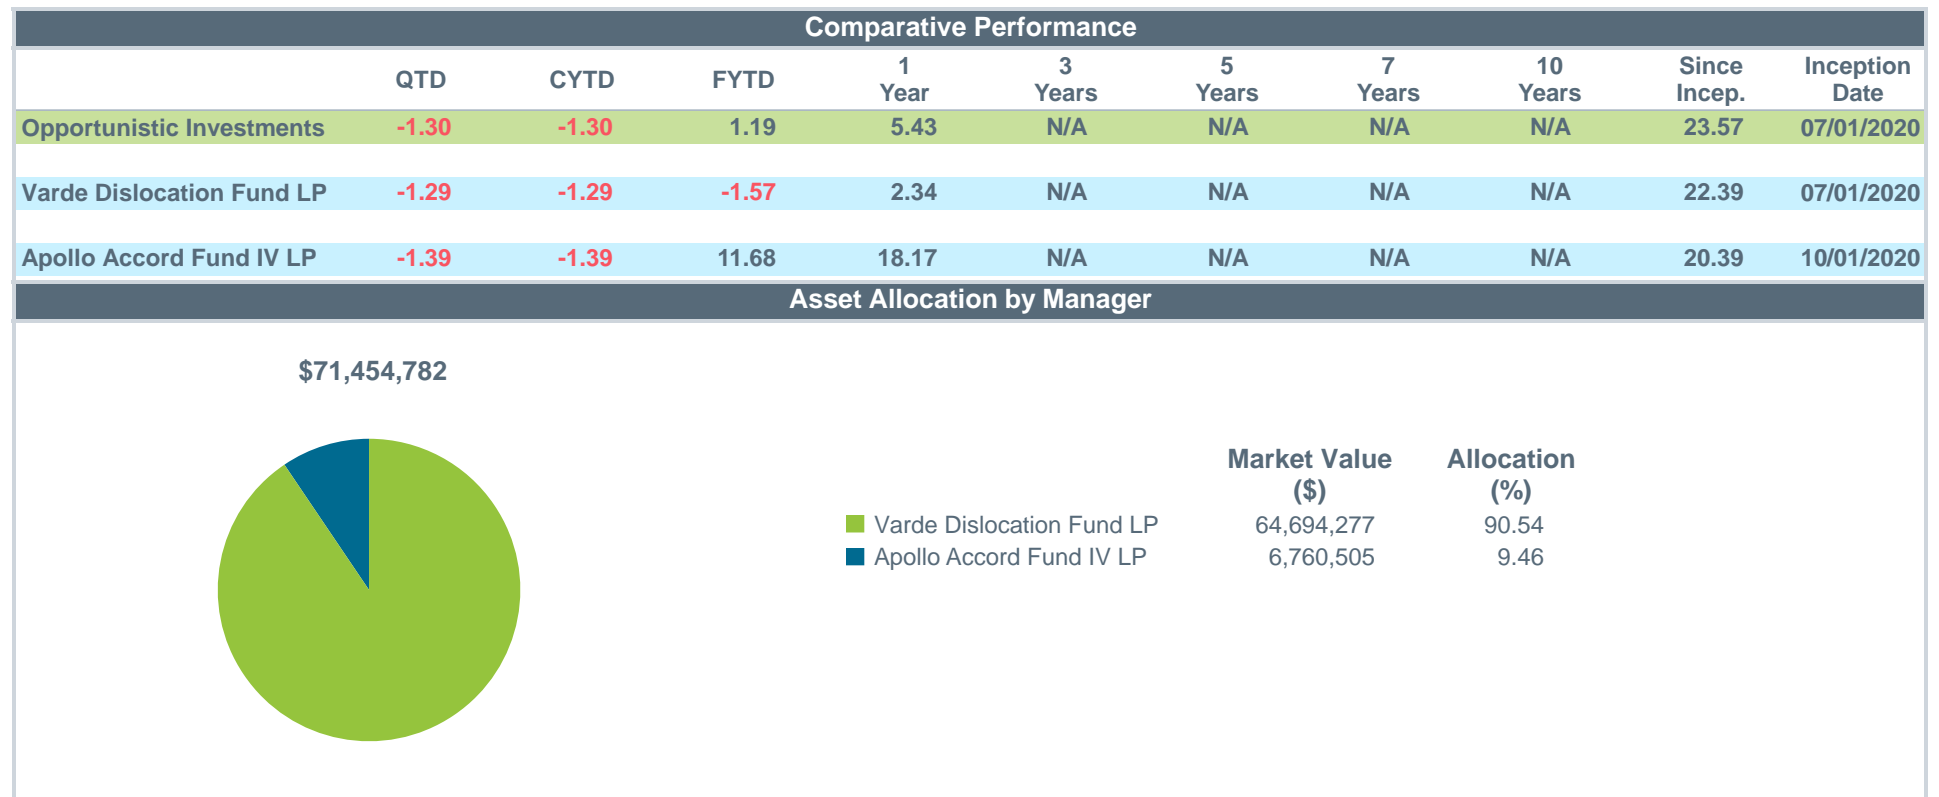 Comparative Performance
QTD CYTD FYTD 1 Year 3 Years 5 Years 7 Years 10 Years Since Incep. Inception Date
Opportunistic Investments -1.30 -1.30 1.19 5.43 N/A N/A N/A N/A 23.57 07/01/2020
Varde Dislocation Fund LP -1.29 -1.29 -1.57 2.34 N/A N/A N/A N/A 22.39 07/01/2020
Apollo Accord Fund IV LP -1.39 -1.39 11.68 18.17 N/A N/A N/A N/A 20.39 10/01/2020
Asset Allocation by Manager
$71,454,782
Market Value ($) Allocation (%)
Varde Dislocation Fund LP 64,694,277 90.54
Apollo Accord Fund IV LP 6,760,505 9.46